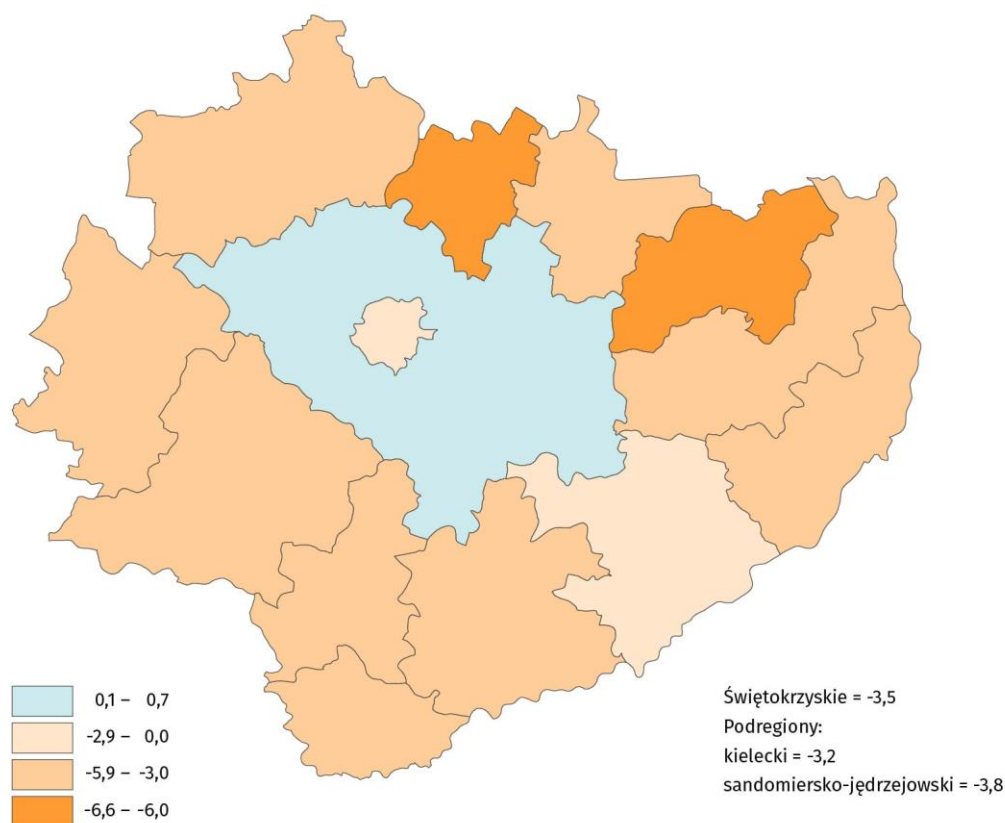 0,1 – 0,7
-2,9 – 0,0
-5,9 – -3,0
-6,6 – -6,0
Świętokrzyskie = -3,5
Podregiony:
kielecki = -3,2
sandomiersko-jędrzejowski = -3,8